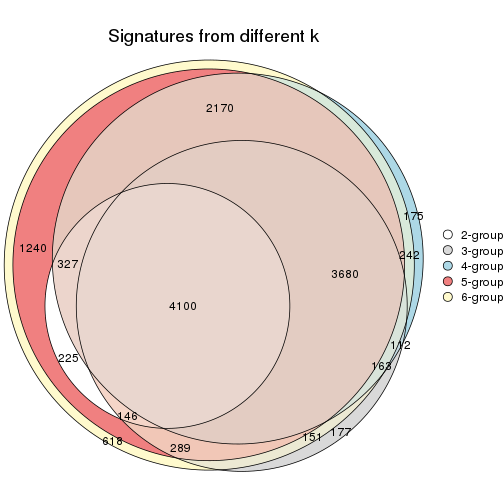 Signatures from different k
2170
175
1240
327
242
3680
4100
112
225
163
146
618
289
151
177
2-group
3-group
4-group
5-group
6-group